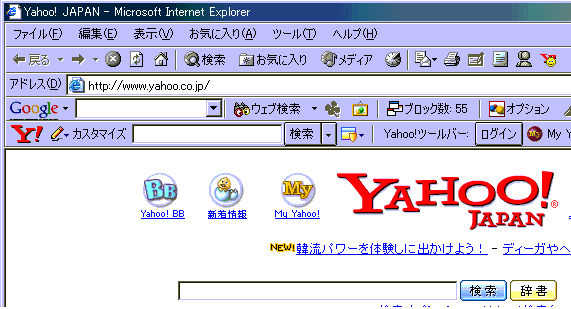 Yahoo! JAPAN - Microsoft Internet Explorer
ファイル(F) 編集(E) 表示(V) お気に入り(A) ツール(T) ヘルプ(H)
戻る 検索 お気に入り メディア
アドレス(D) http://www.yahoo.co.jp/
Google ウェブ検索 ブロック数: 55 オプション
Y! カスタマイズ 検索 Yahoo!ツールバー: ログイン My Y
BB My YAHOO! JAPAN ®
Yahoo! BB 新着情報 My Yahoo!
NEW! 韓流パワーを体験しに出かけよう! - ディーガやヘ
検索 辞書